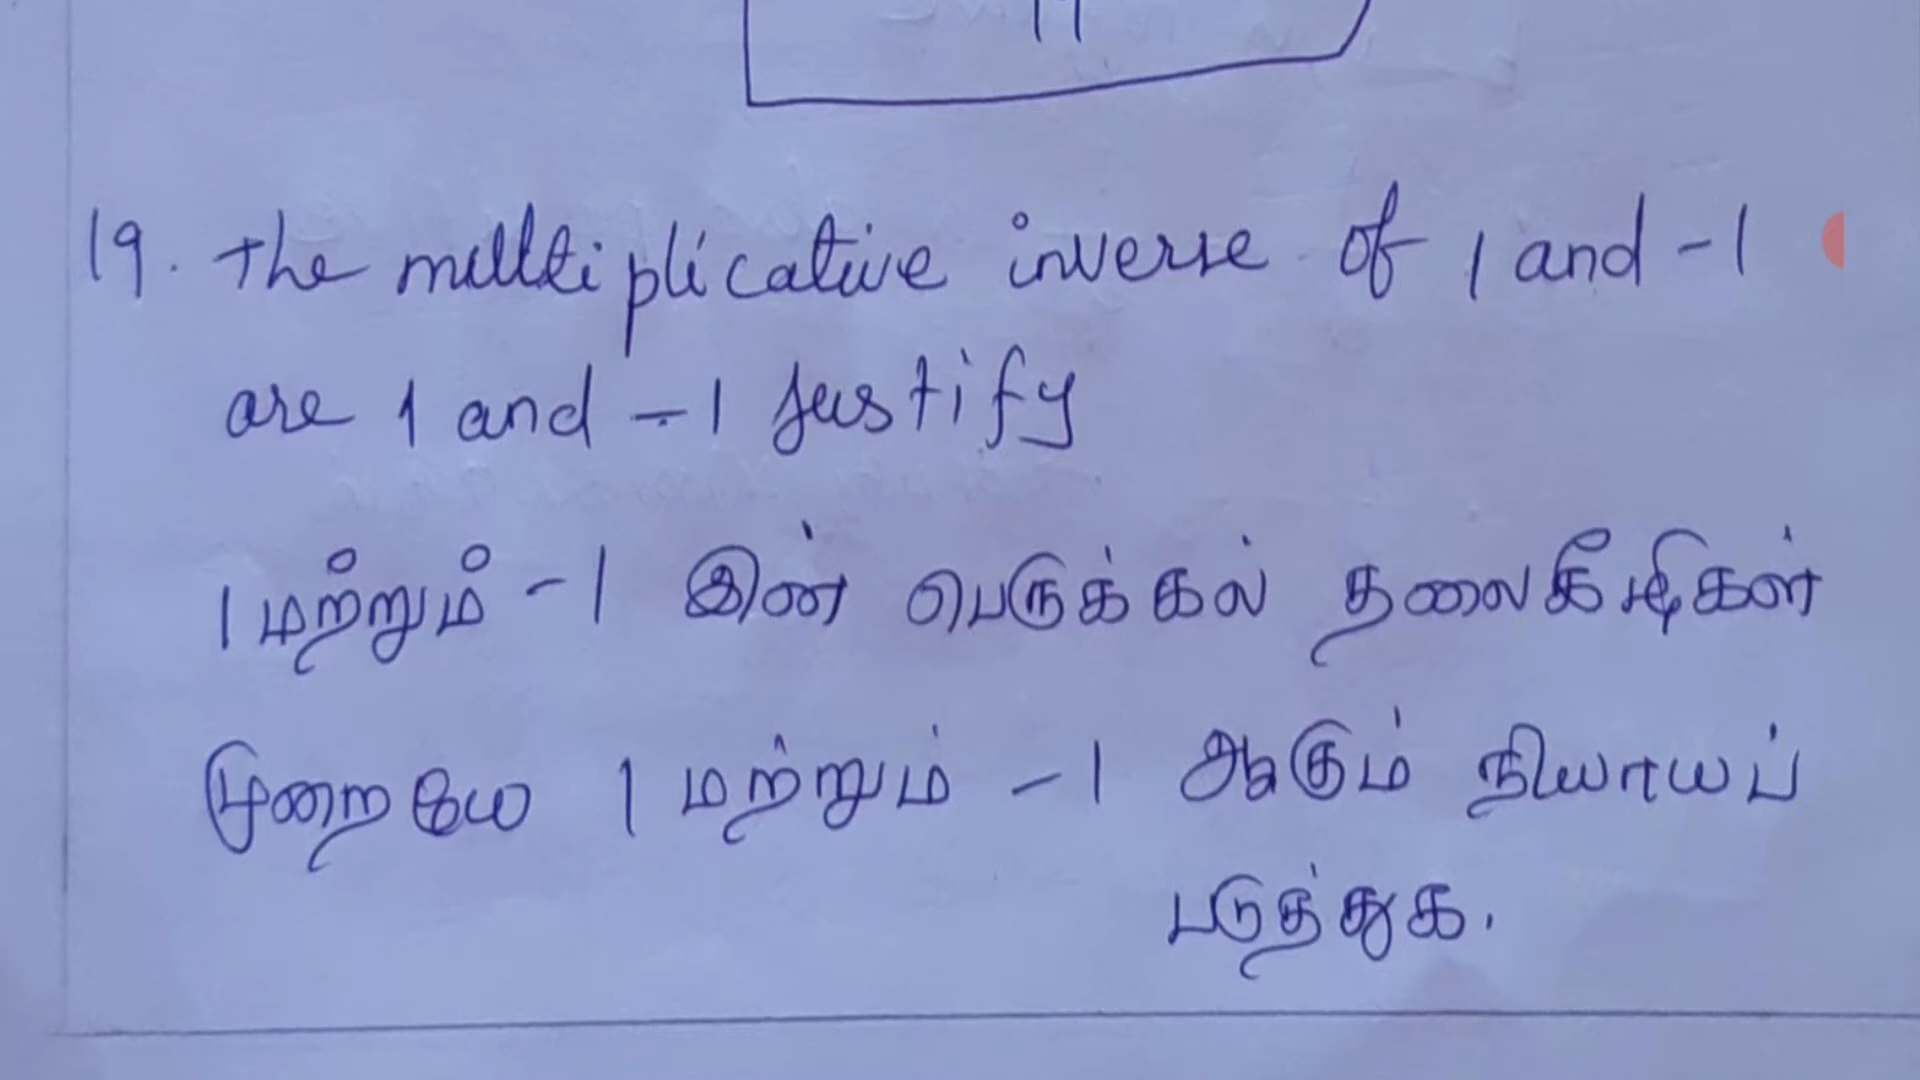 19. The multiplicative inverse of 1 and -1
are 1 and -1 Justify
1 மற்றும் -1 இன் பெருக்கல் தலைகீழிகள்
முறையே 1 மற்றும் -1 ஆகும் நியாயப்
படுத்துக.